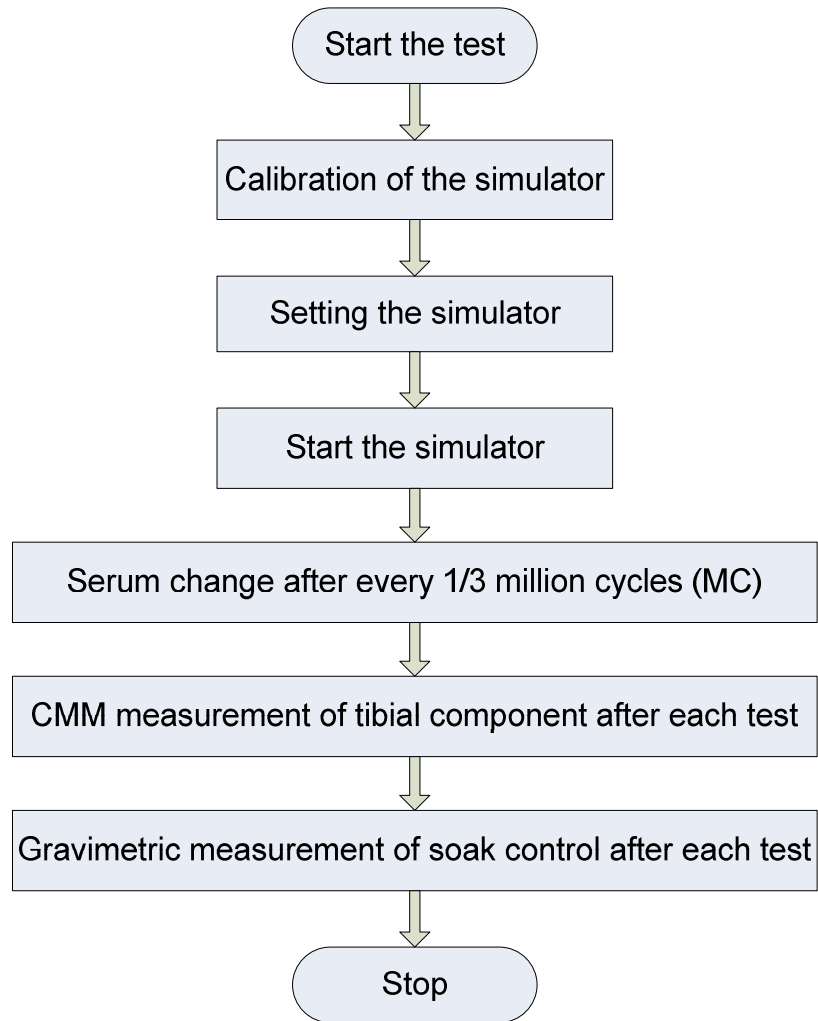 Start the test
Calibration of the simulator
Setting the simulator
Start the simulator
Serum change after every 1/3 million cycles (MC)
CMM measurement of tibial component after each test
Gravimetric measurement of soak control after each test
Stop